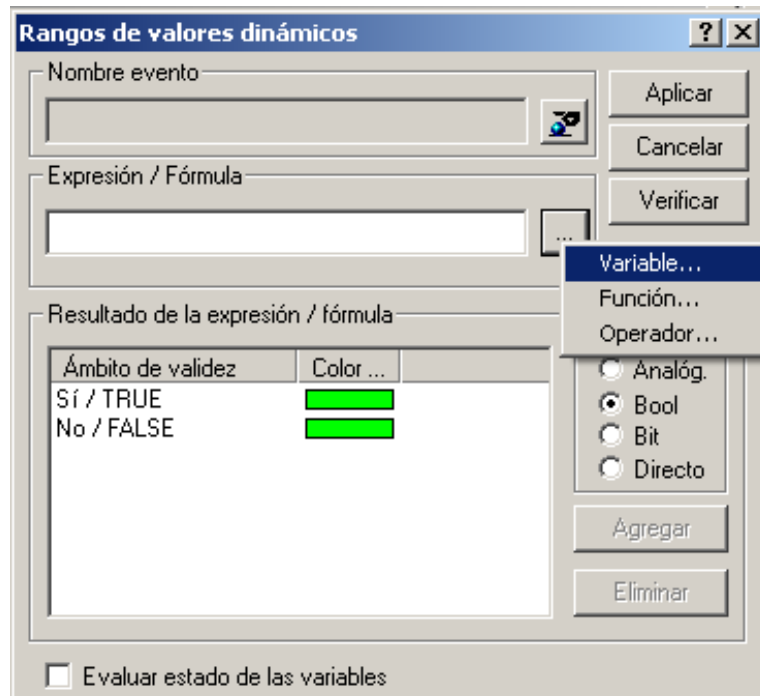 Rangos de valores dinámicos
Nombre evento
Aplicar
Cancelar
Expresión / Fórmula
Verificar
...
Variable...
Función...
Operador...
Resultado de la expresión / fórmula
Ámbito de validez Color ...
Sí / TRUE
No / FALSE
Analóg.
Bool
Bit
Directo
Agregar
Eliminar
Evaluar estado de las variables